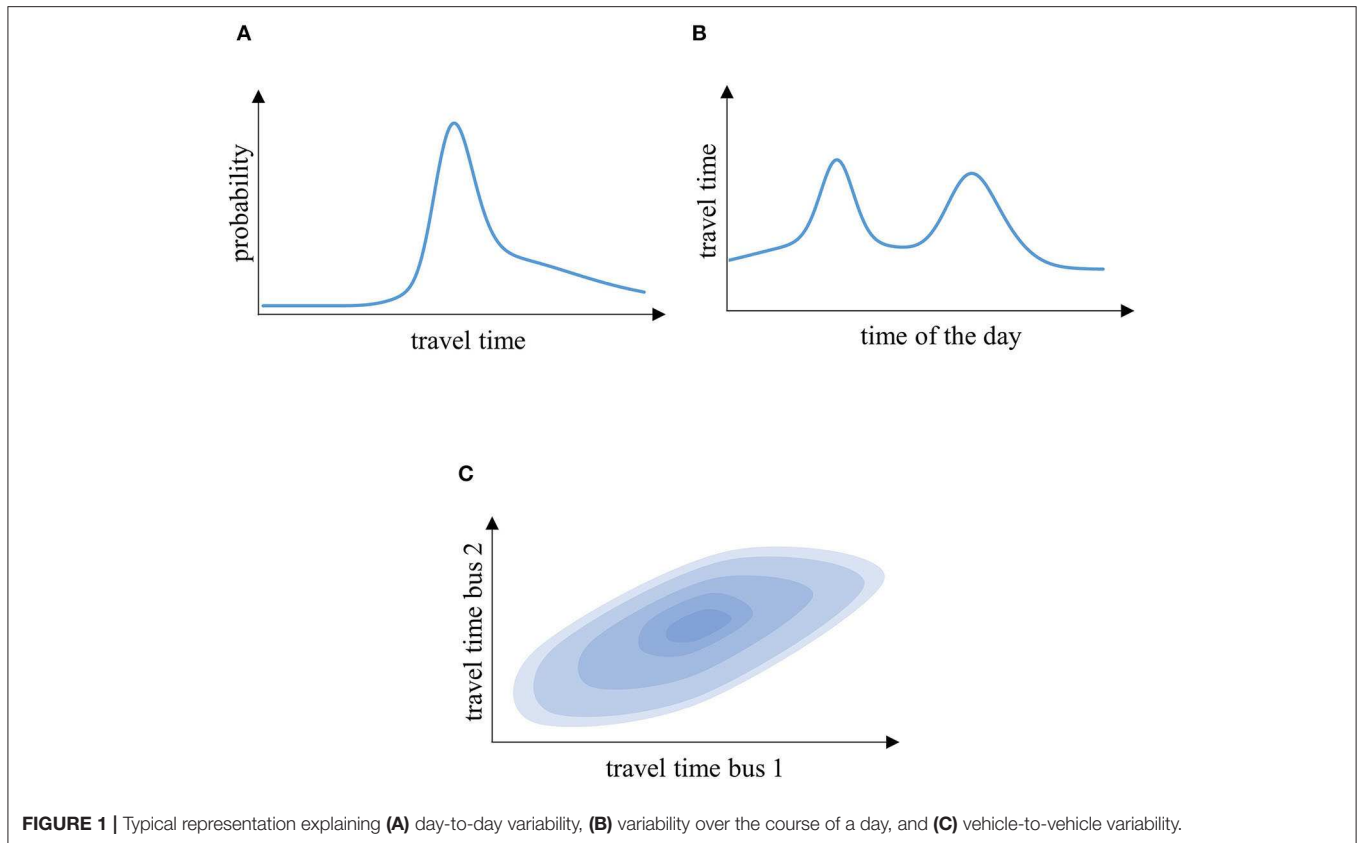 A
probability
travel time
B
travel time
time of the day
C
travel time bus 2
travel time bus 1
FIGURE 1 | Typical representation explaining (A) day-to-day variability, (B) variability over the course of a day, and (C) vehicle-to-vehicle variability.